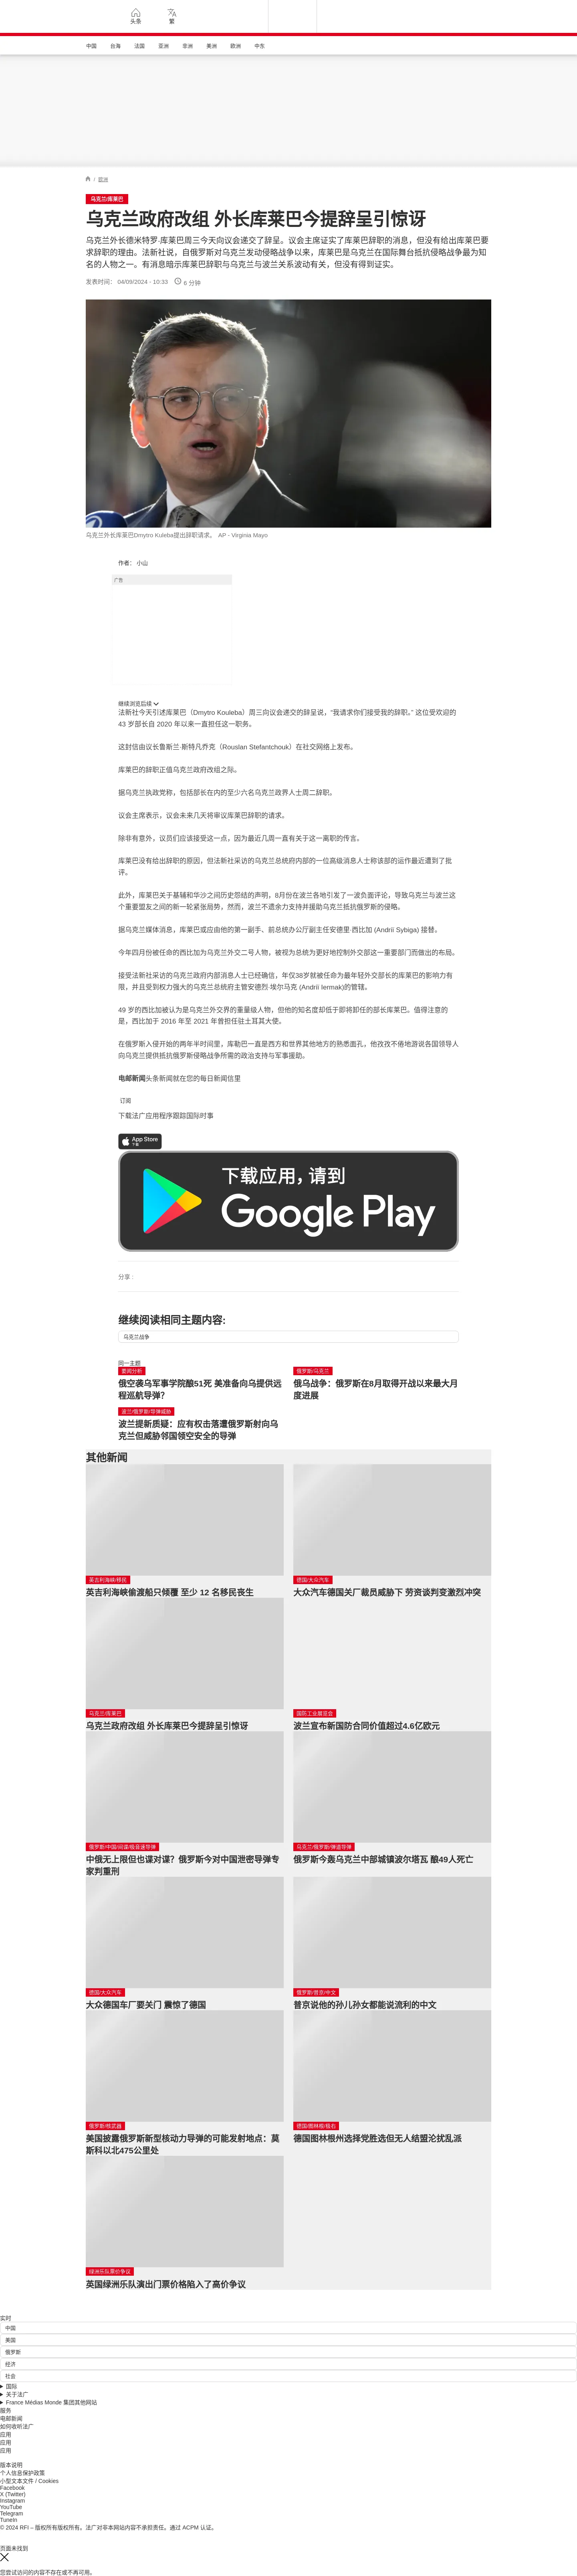 头条
繁
中国
台海
法国
亚洲
非洲
美洲
欧洲
中东
/ 欧洲
乌克兰/库莱巴
乌克兰政府改组 外长库莱巴今提辞呈引惊讶
乌克兰外长德米特罗·库莱巴周三今天向议会递交了辞呈。议会主席证实了库莱巴辞职的消息，但没有给出库莱巴要求辞职的理由。法新社说，自俄罗斯对乌克兰发动侵略战争以来，库莱巴是乌克兰在国际舞台抵抗侵略战争最为知名的人物之一。有消息暗示库莱巴辞职与乌克兰与波兰关系波动有关，但没有得到证实。
发表时间： 04/09/2024 - 10:33
6 分钟
乌克兰外长库莱巴Dmytro Kuleba提出辞职请求。 AP - Virginia Mayo
作者： 小山
广告
继续浏览后续
法新社今天引述库莱巴（Dmytro Kouleba）周三向议会递交的辞呈说，“我请求你们接受我的辞职。” 这位受欢迎的 43 岁部长自 2020 年以来一直担任这一职务。
这封信由议长鲁斯兰·斯特凡乔克（Rouslan Stefantchouk）在社交网络上发布。
库莱巴的辞职正值乌克兰政府改组之际。
据乌克兰执政党称，包括部长在内的至少六名乌克兰政界人士周二辞职。
议会主席表示，议会未来几天将审议库莱巴辞职的请求。
除非有意外，议员们应该接受这一点，因为最近几周一直有关于这一离职的传言。
库莱巴没有给出辞职的原因，但法新社采访的乌克兰总统府内部的一位高级消息人士称该部的运作最近遭到了批评。
此外，库莱巴关于基辅和华沙之间历史怨结的声明，8月份在波兰各地引发了一波负面评论，导致乌克兰与波兰这个重要盟友之间的新一轮紧张局势，然而，波兰不遗余力支持并援助乌克兰抵抗俄罗斯的侵略。
据乌克兰媒体消息，库莱巴或应由他的第一副手、前总统办公厅副主任安德里·西比加 (Andrii Sybiga) 接替。
今年四月份被任命的西比加为乌克兰外交二号人物，被视为总统为更好地控制外交部这一重要部门而做出的布局。
接受法新社采访的乌克兰政府内部消息人士已经确信，年仅38岁就被任命为最年轻外交部长的库莱巴的影响力有限，并且受到权力强大的乌克兰总统府主管安德烈·埃尔马克 (Andrii Iermak)的管辖。
49 岁的西比加被认为是乌克兰外交界的重量级人物，但他的知名度却低于即将卸任的部长库莱巴。值得注意的是，西比加于 2016 年至 2021 年曾担任驻土耳其大使。
在俄罗斯入侵开始的两年半时间里，库勒巴一直是西方和世界其他地方的熟悉面孔，他孜孜不倦地游说各国领导人向乌克兰提供抵抗俄罗斯侵略战争所需的政治支持与军事援助。
电邮新闻头条新闻就在您的每日新闻信里
订阅
下载法广应用程序跟踪国际时事
App Store
下载
下载应用，请到
Google Play
分享 :
继续阅读相同主题内容:
乌克兰战争
同一主题
要闻分析
俄空袭乌军事学院酿51死 美准备向乌提供远程巡航导弹？
俄罗斯/乌克兰
俄乌战争：俄罗斯在8月取得开战以来最大月度进展
波兰/俄罗斯/导弹威胁
波兰提新质疑：应有权击落遭俄罗斯射向乌克兰但威胁邻国领空安全的导弹
其他新闻
英吉利海峡/移民
英吉利海峡偷渡船只倾覆 至少 12 名移民丧生
德国/大众汽车
大众汽车德国关厂裁员威胁下 劳资谈判变激烈冲突
乌克兰/库莱巴
乌克兰政府改组 外长库莱巴今提辞呈引惊讶
国防工业展览会
波兰宣布新国防合同价值超过4.6亿欧元
俄罗斯/中国/间谍/极音速导弹
中俄无上限但也谍对谍？俄罗斯今对中国泄密导弹专家判重刑
乌克兰/俄罗斯/弹道导弹
俄罗斯今轰乌克兰中部城镇波尔塔瓦 酿49人死亡
德国/大众汽车
大众德国车厂要关门 震惊了德国
俄罗斯/普京/中文
普京说他的孙儿孙女都能说流利的中文
俄罗斯/核武器
美国披露俄罗斯新型核动力导弹的可能发射地点：莫斯科以北475公里处
德国/图林根/极右
德国图林根州选择党胜选但无人结盟沦扰乱派
绿洲乐队票价争议
英国绿洲乐队演出门票价格陷入了高价争议
实时
中国
美国
俄罗斯
经济
社会
国际
关于法广
France Médias Monde 集团其他网站
服务
电邮新闻
如何收听法广
应用
应用
应用
版本说明
个人信息保护政策
小型文本文件 / Cookies
Facebook
X (Twitter)
Instagram
YouTube
Telegram
TuneIn
© 2024 RFI – 版权所有版权所有。法广对非本网站内容不承担责任。通过 ACPM 认证。
页面未找到
您尝试访问的内容不存在或不再可用。